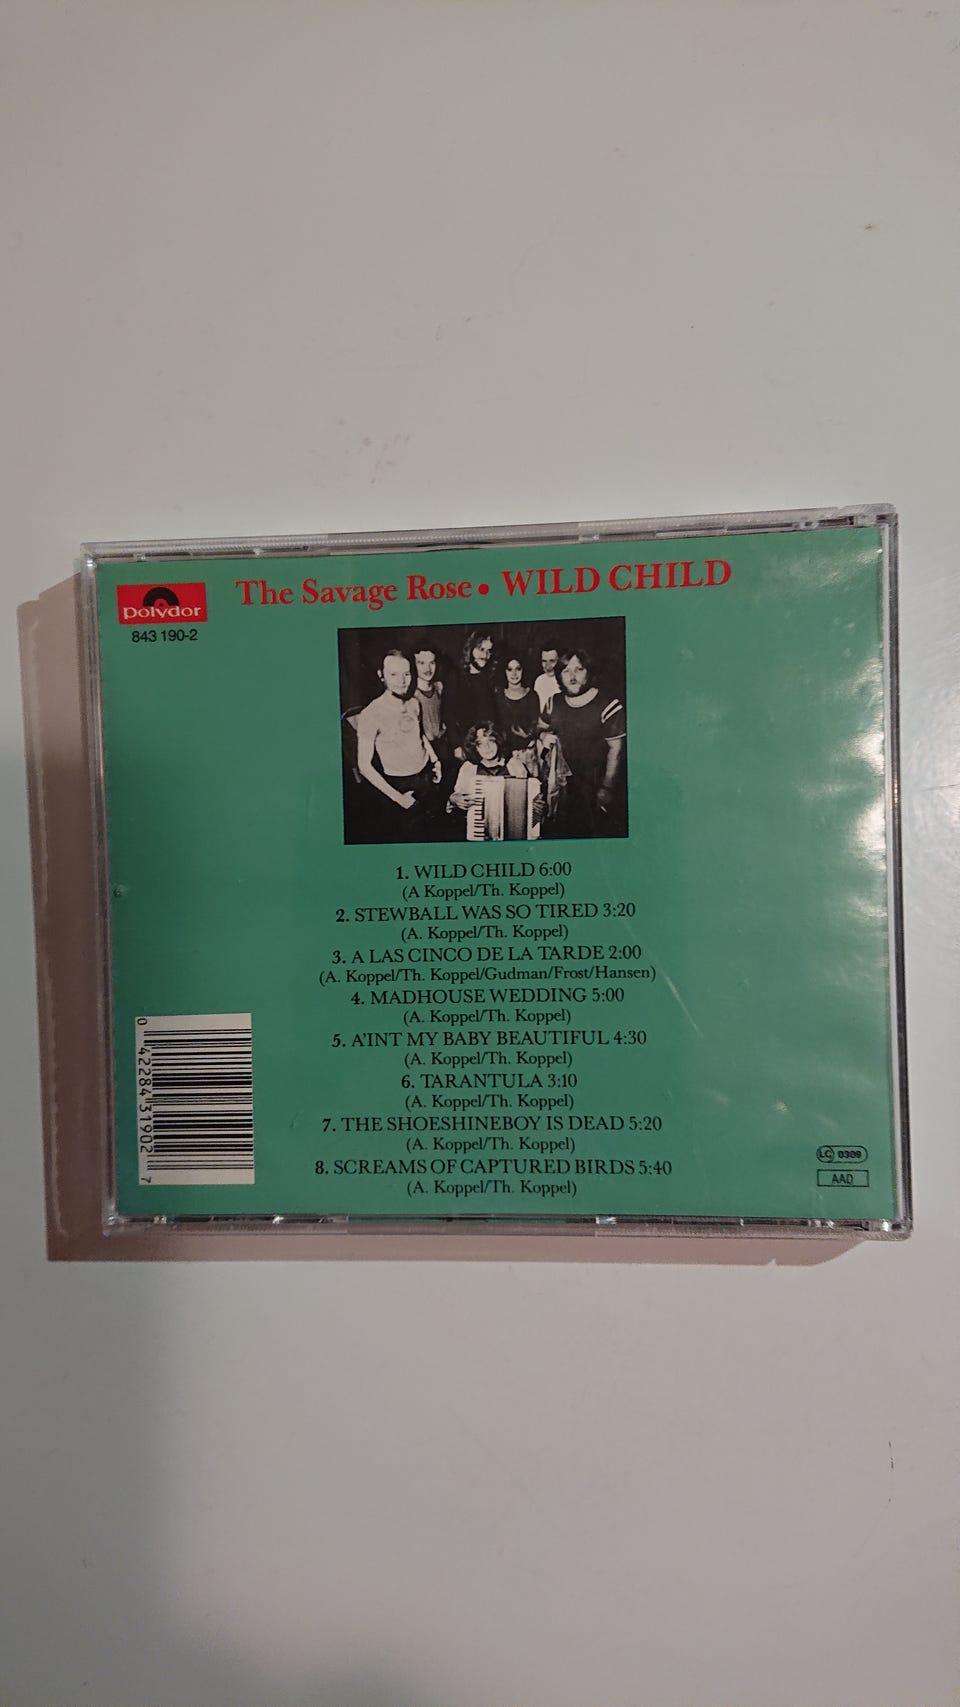 polydor
843 190-2
The Savage Rose • WILD CHILD
1. WILD CHILD 6:00
(A Koppel/Th. Koppel)
2. STEWBALL WAS SO TIRED 3:20
(A. Koppel/Th. Koppel)
3. A LAS CINCO DE LA TARDE 2:00
(A. Koppel/Th. Koppel/Gudman/Frost/Hansen)
4. MADHOUSE WEDDING 5:00
(A. Koppel/Th. Koppel)
5. A'INT MY BABY BEAUTIFUL 4:30
(A. Koppel/Th. Koppel)
6. TARANTULA 3:10
(A. Koppel/Th. Koppel)
7. THE SHOESHINEBOY IS DEAD 5:20
(A. Koppel/Th. Koppel)
8. SCREAMS OF CAPTURED BIRDS 5:40
(A. Koppel/Th. Koppel)
0 42284 31902 7
LC 0309
AAD